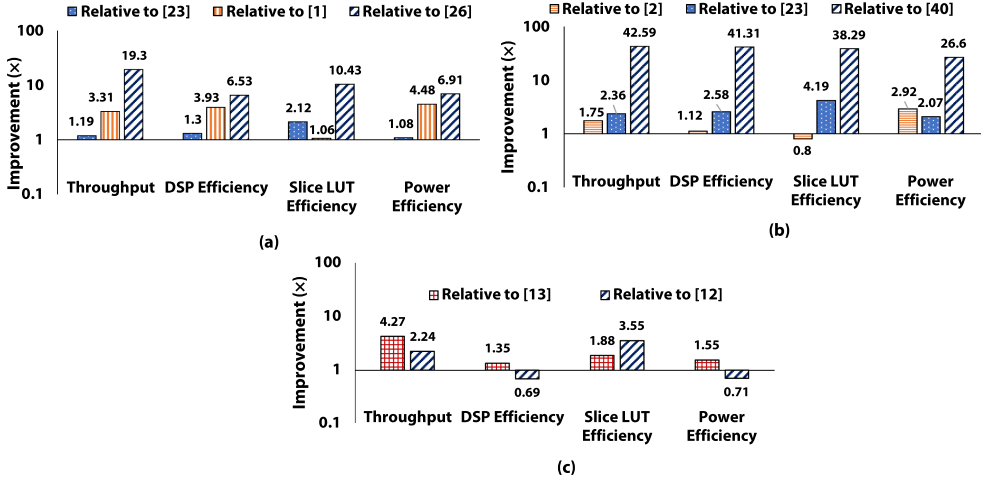 Relative to [23] Relative to [1] Relative to [26]
Improvement (×)
100
10
1
0.1
1.19 3.31 19.3
1.3 3.93 6.53
2.12 1.06 10.43
1.08 4.48 6.91
Throughput DSP Efficiency Slice LUT Efficiency Power Efficiency
(a)
Relative to [2] Relative to [23] Relative to [40]
Improvement (×)
100
10
1
0.1
1.75 2.36 42.59
1.12 2.58 41.31
0.8 4.19 38.29
2.92 2.07 26.6
Throughput DSP Efficiency Slice LUT Efficiency Power Efficiency
(b)
Relative to [13] Relative to [12]
Improvement (×)
100
10
1
0.1
4.27 2.24
1.35 0.69
1.88 3.55
1.55 0.71
Throughput DSP Efficiency Slice LUT Efficiency Power Efficiency
(c)